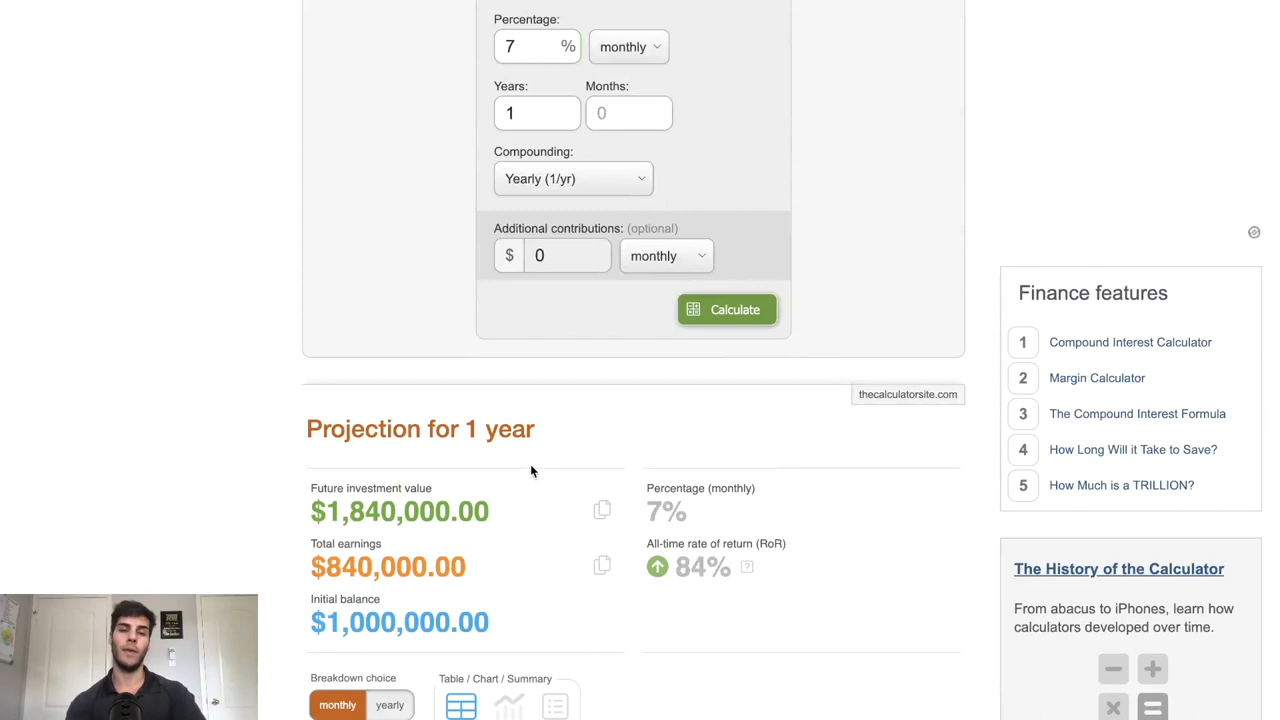 Percentage:
7 %
monthly
Years:
Months:
1
0
Compounding:
Yearly (1/yr)
Additional contributions: (optional)
$ 0
monthly
Calculate
thecalculatorsite.com
Projection for 1 year
Future investment value
$1,840,000.00
Total earnings
$840,000.00
Initial balance
$1,000,000.00
Percentage (monthly)
7%
All-time rate of return (RoR)
84% ?
Breakdown choice
monthly yearly
Table / Chart / Summary
Finance features
1 Compound Interest Calculator
2 Margin Calculator
3 The Compound Interest Formula
4 How Long Will it Take to Save?
5 How Much is a TRILLION?
The History of the Calculator
From abacus to iPhones, learn how
calculators developed over time.